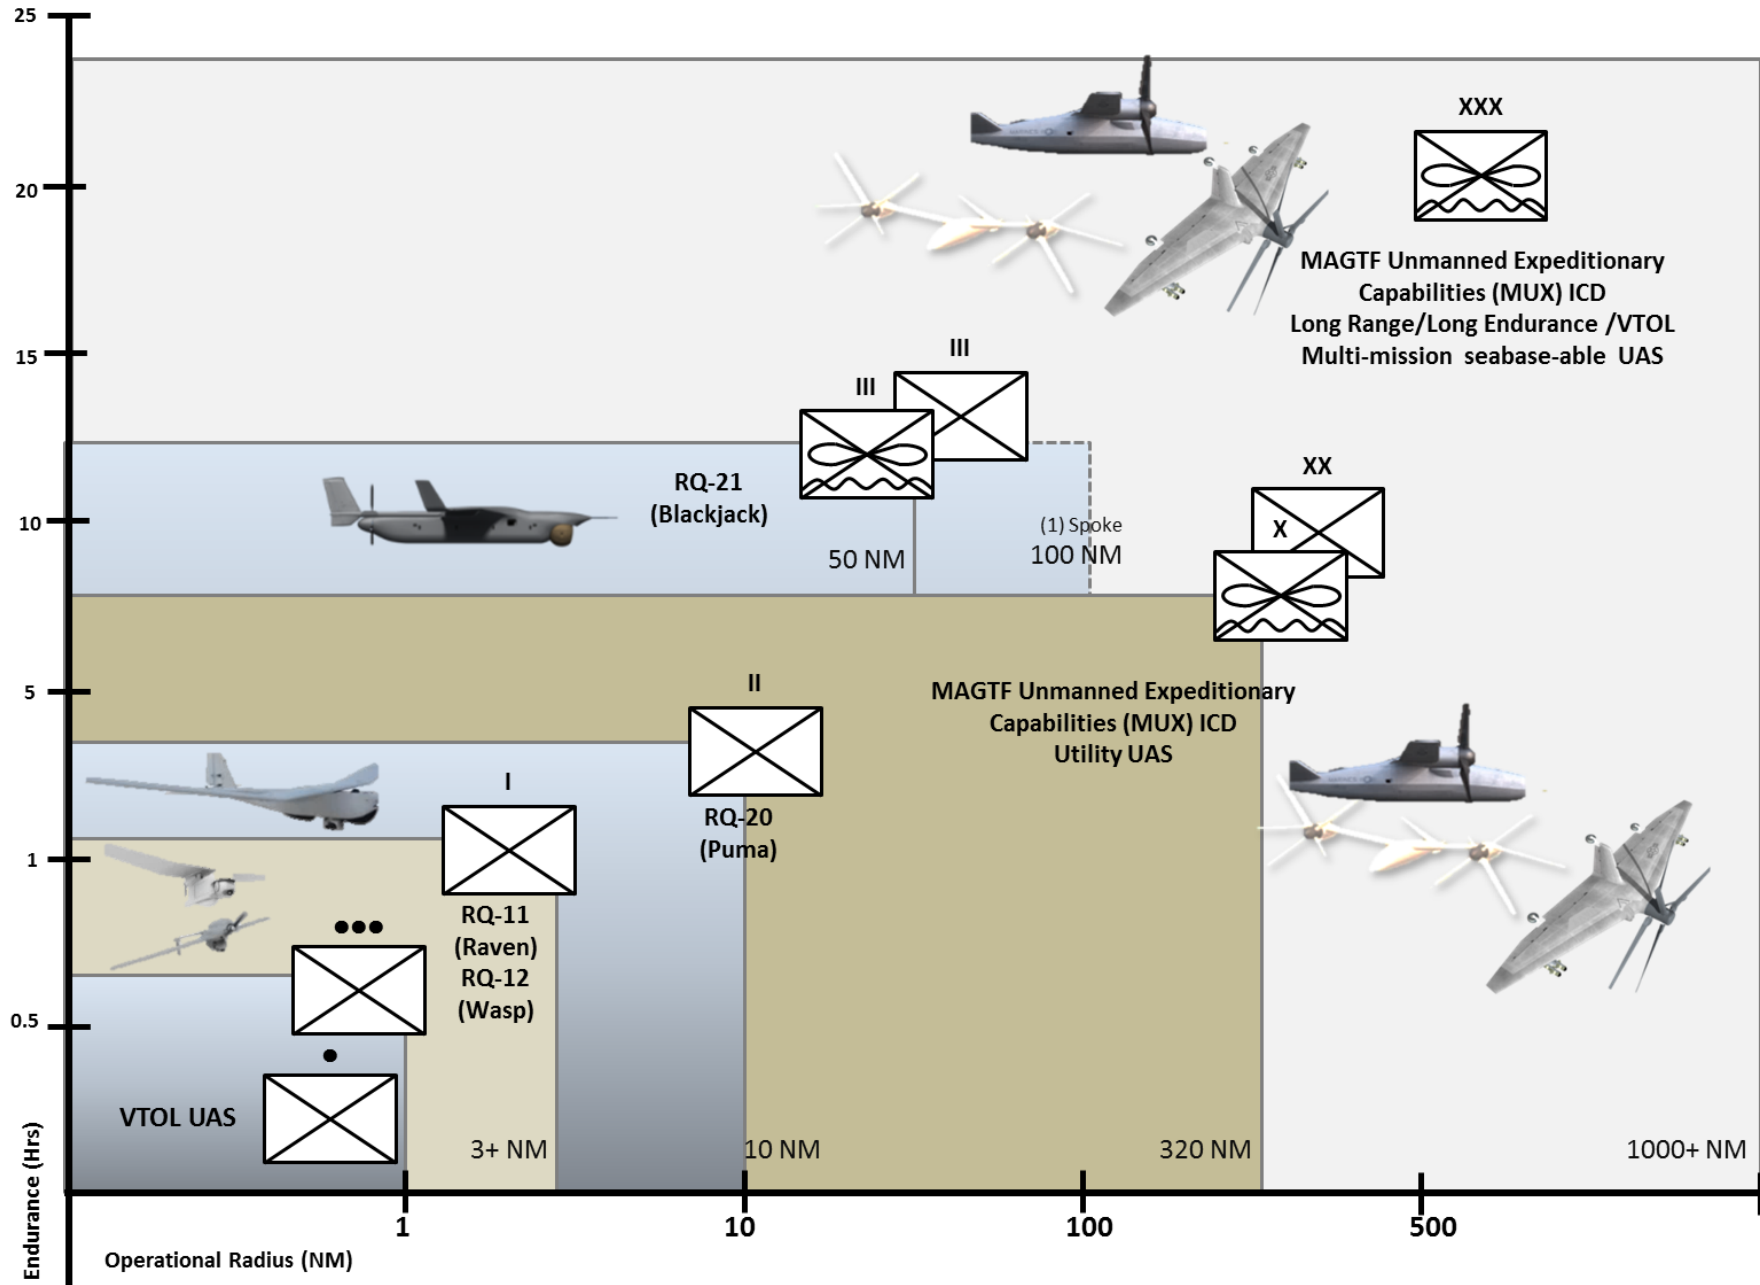 25
20
15
10
5
1
0.5
Endurance (Hrs)
XXX
MAGTF Unmanned Expeditionary
Capabilities (MUX) ICD
Long Range/Long Endurance /VTOL
Multi-mission seabase-able UAS
III
III
RQ-21
(Blackjack)
50 NM
(1) Spoke
100 NM
XX
X
MAGTF Unmanned Expeditionary
Capabilities (MUX) ICD
Utility UAS
II
RQ-20
(Puma)
I
RQ-11
(Raven)
RQ-12
(Wasp)
VTOL UAS
3+ NM
10 NM
320 NM
1000+ NM
1
10
100
500
Operational Radius (NM)